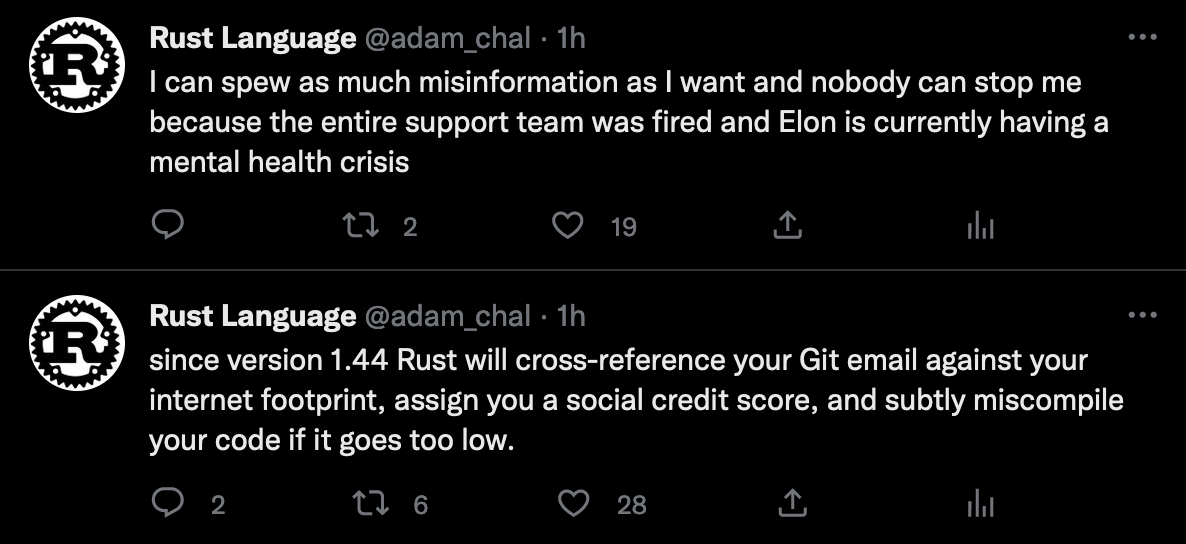 Rust Language @adam_chal · 1h
I can spew as much misinformation as I want and nobody can stop me
because the entire support team was fired and Elon is currently having a
mental health crisis
2 19
Rust Language @adam_chal · 1h
since version 1.44 Rust will cross-reference your Git email against your
internet footprint, assign you a social credit score, and subtly miscompile
your code if it goes too low.
2 6 28